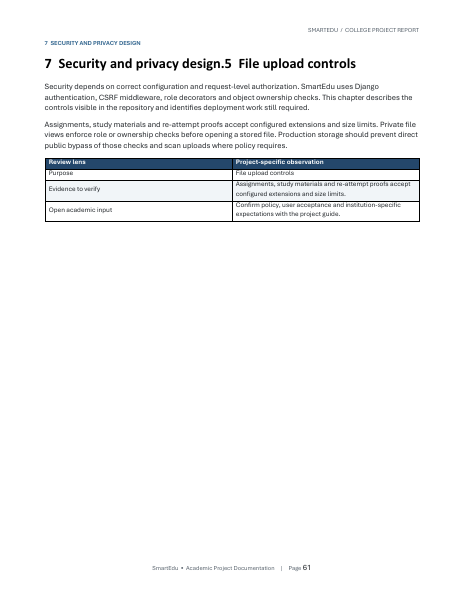 SMARTEDU / COLLEGE PROJECT REPORT
7 SECURITY AND PRIVACY DESIGN
7 Security and privacy design.5 File upload controls
Security depends on correct configuration and request-level authorization. SmartEdu uses Django
authentication, CSRF middleware, role decorators and object ownership checks. This chapter describes the
controls visible in the repository and identifies deployment work still required.
Assignments, study materials and re-attempt proofs accept configured extensions and size limits. Private file
views enforce role or ownership checks before opening a stored file. Production storage should prevent direct
public bypass of those checks and scan uploads where policy requires.
Review lens Project-specific observation
Purpose File upload controls
Evidence to verify Assignments, study materials and re-attempt proofs accept
configured extensions and size limits.
Open academic input Confirm policy, user acceptance and institution-specific
expectations with the project guide.
SmartEdu • Academic Project Documentation | Page 61